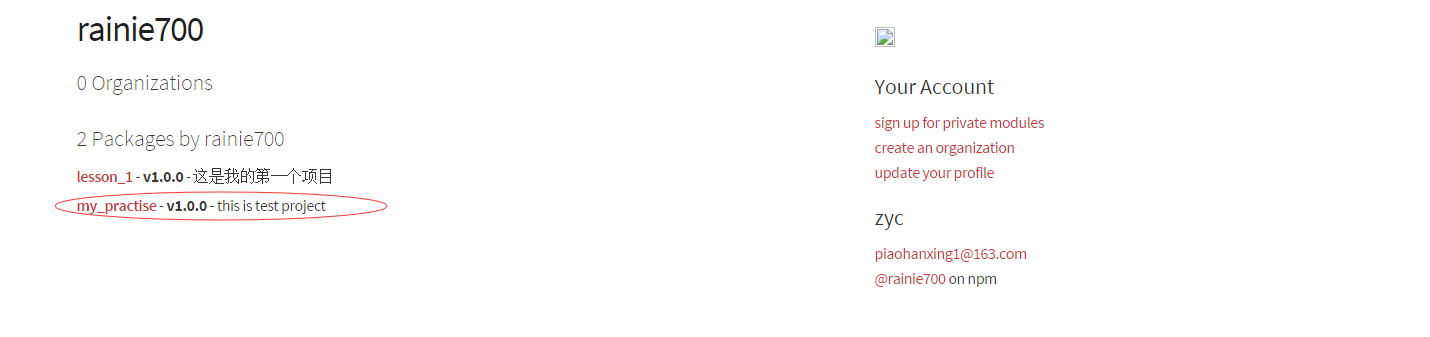 rainie700
0 Organizations
2 Packages by rainie700
lesson_1 - v1.0.0 - 这是我的第一个项目
my_practise - v1.0.0 - this is test project
Your Account
sign up for private modules
create an organization
update your profile
zyc
piaohanxing1@163.com
@rainie700 on npm